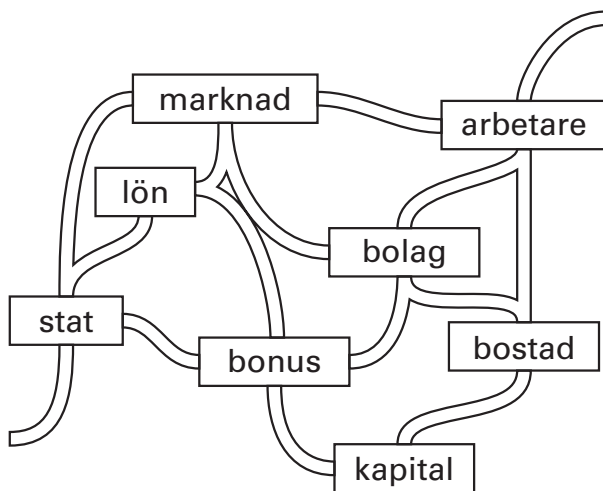 marknad
arbetare
lön
bolag
stat
bostad
bonus
kapital